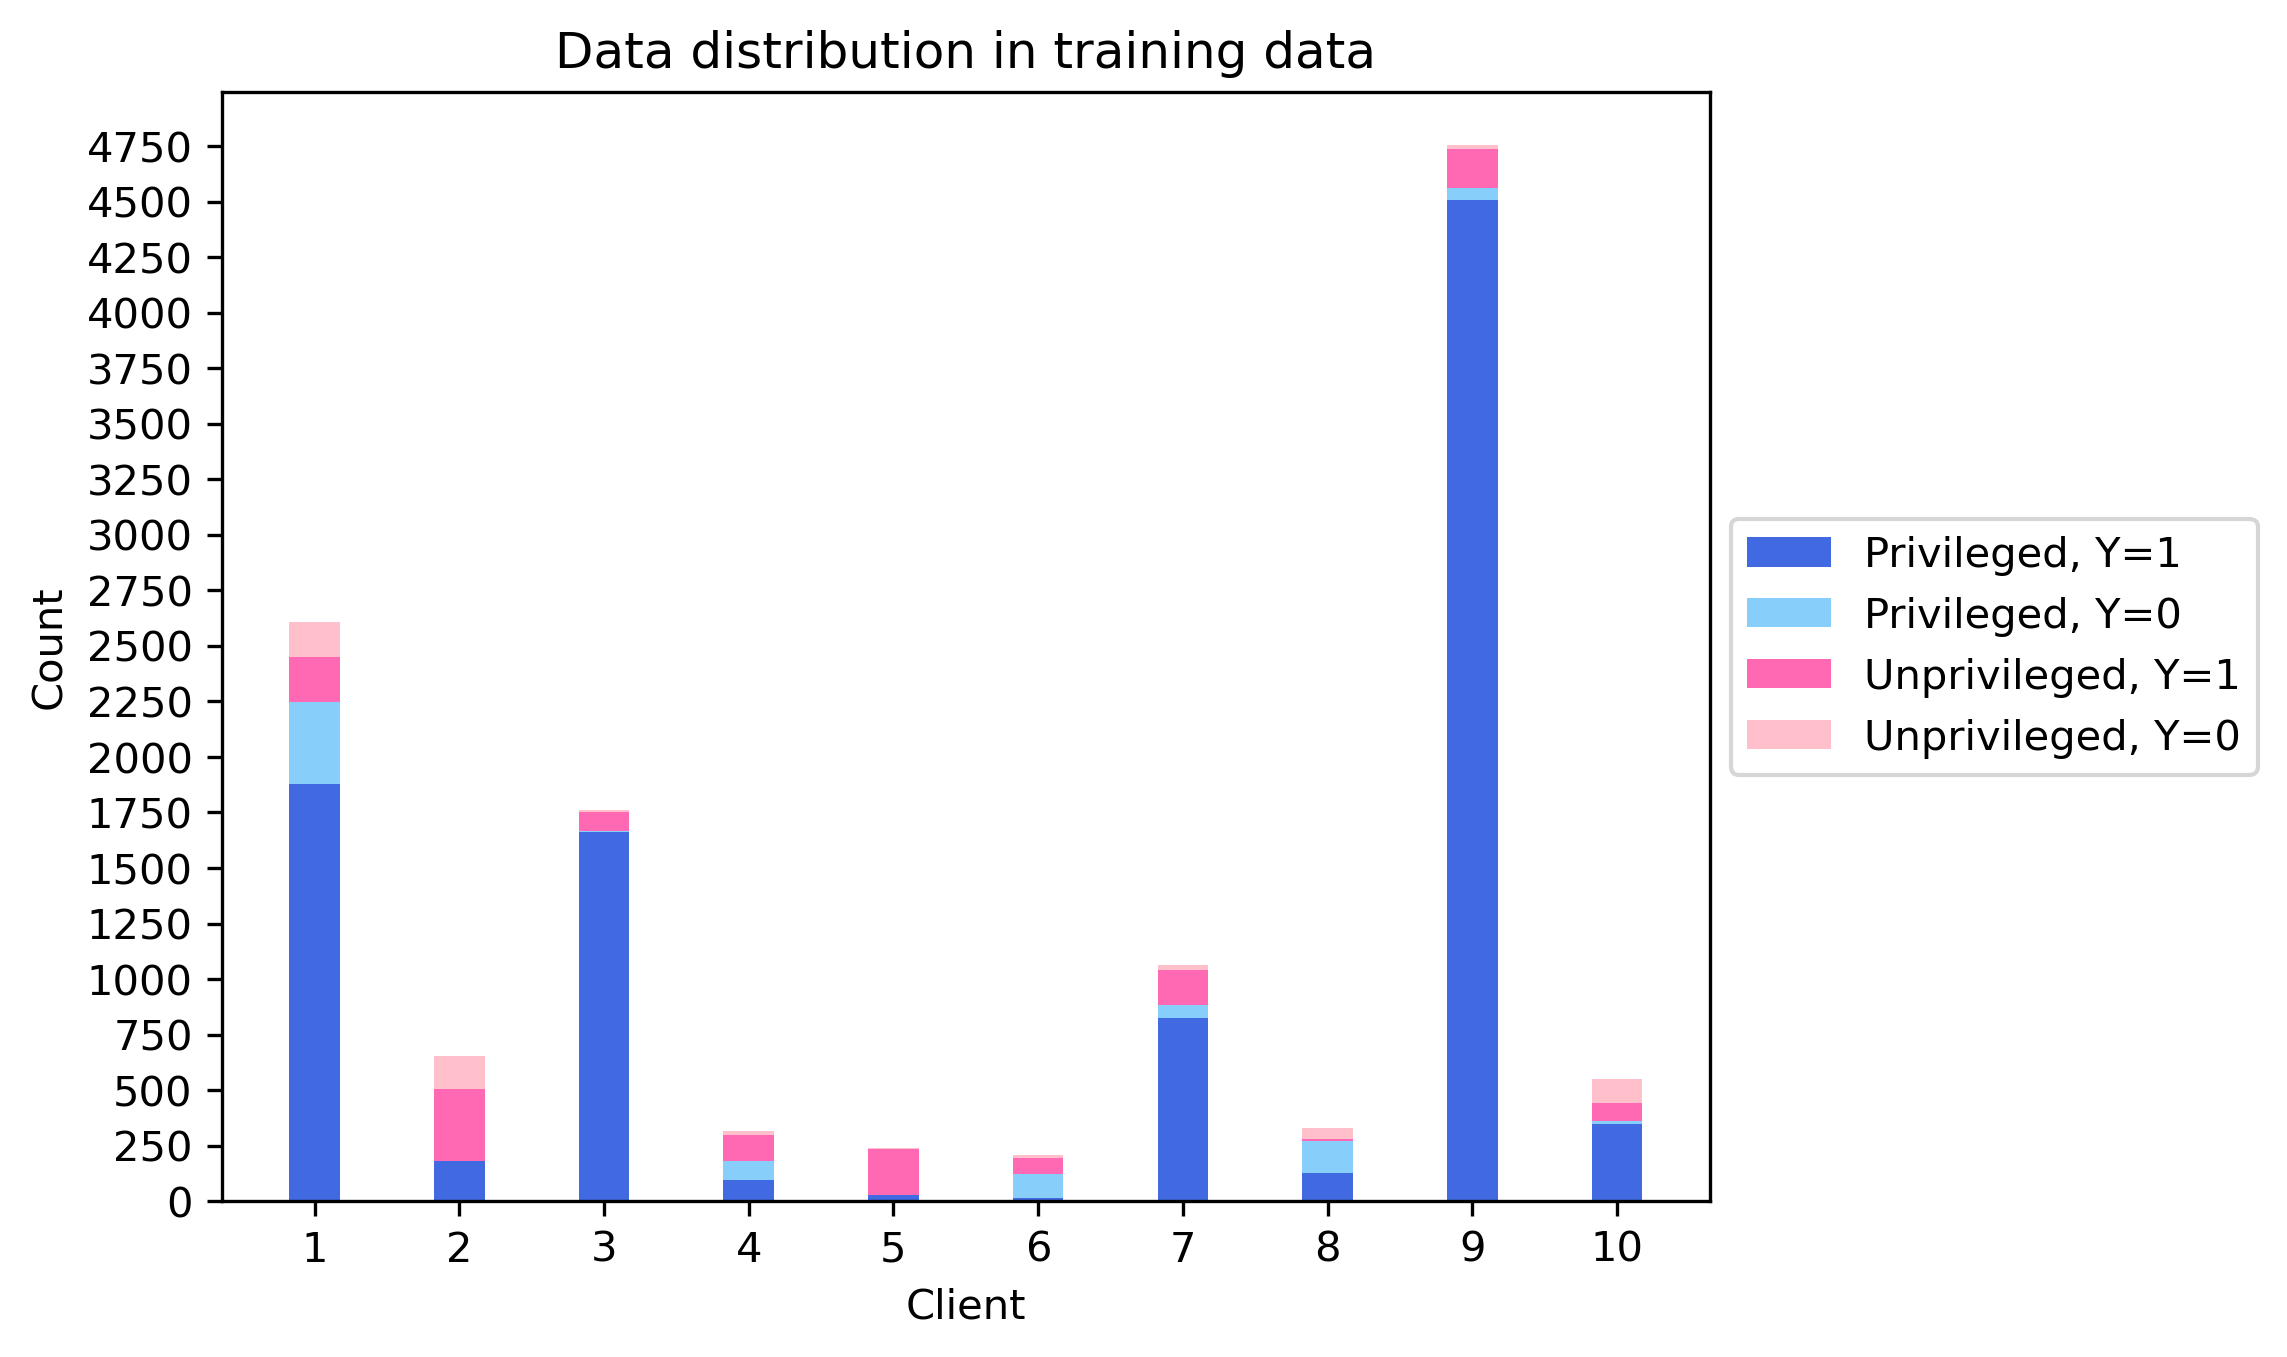 Data distribution in training data
4750
4500
4250
4000
3750
3500
3250
3000
2750
2500
2250
2000
1750
1500
1250
1000
750
500
250
0
Count
1 2 3 4 5 6 7 8 9 10
Client
Privileged, Y=1
Privileged, Y=0
Unprivileged, Y=1
Unprivileged, Y=0